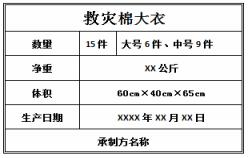 救灾棉大衣
数量 15件 大号6件、中号9件
净重 XX公斤
体积 60cm×40cm×65cm
生产日期 XXXX年XX月XX日
承制方名称